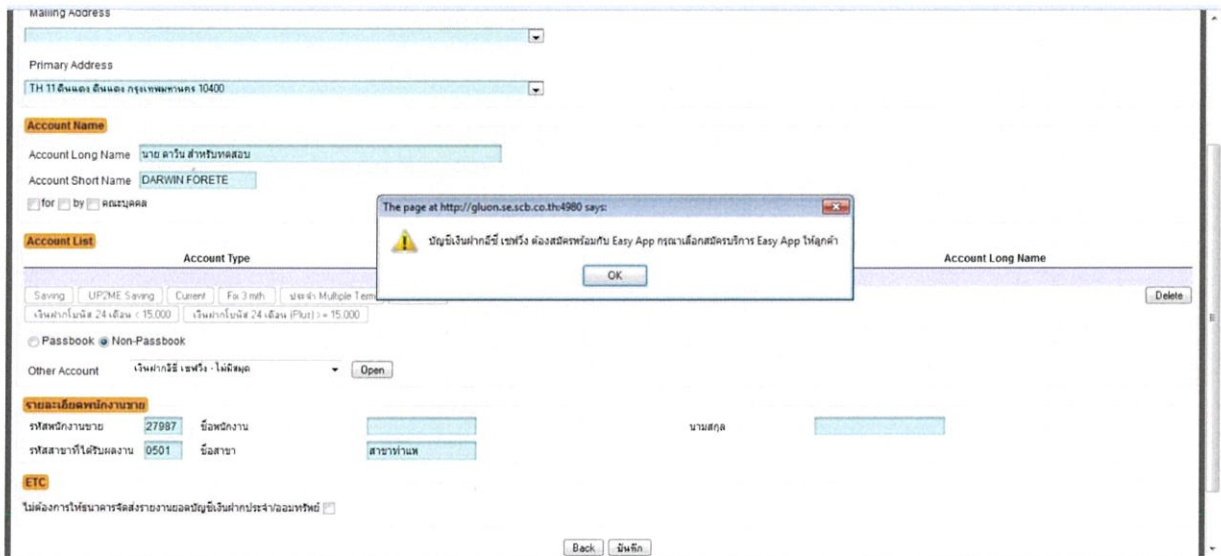 Mailing Address
Primary Address
TH 11 ดินแดง ดินแดง กรุงเทพมหานคร 10400
Account Name
Account Long Name นาย ดาวิน สำหรับทดสอบ
Account Short Name DARWIN FORETE
for by คณะบุคคล
The page at http://gluon.se.scb.co.th:4980 says:
บัญชีเงินฝากอีซี่ เซฟวิ่ง ต้องสมัครพร้อมกับ Easy App กรุณาเลือกสมัครบริการ Easy App ให้ลูกค้า
OK
Account List
Account Type Account Long Name
Saving UP2ME Saving Current Fix 3 mth ประจำ Multiple Term Delete
เงินฝากโบนัส 24 เดือน < 15,000 เงินฝากโบนัส 24 เดือน (Plus) > = 15,000
Passbook Non-Passbook
Other Account เงินฝากอีซี่ เซฟวิ่ง - ไม่มีสมุด Open
รายละเอียดพนักงานขาย
รหัสพนักงานขาย 27987 ชื่อพนักงาน นามสกุล
รหัสสาขาที่ได้รับผลงาน 0501 ชื่อสาขา สาขาท่าแพ
ETC
ไม่ต้องการให้ธนาคารจัดส่งรายงานยอดบัญชีเงินฝากประจำ/ออมทรัพย์
Back บันทึก